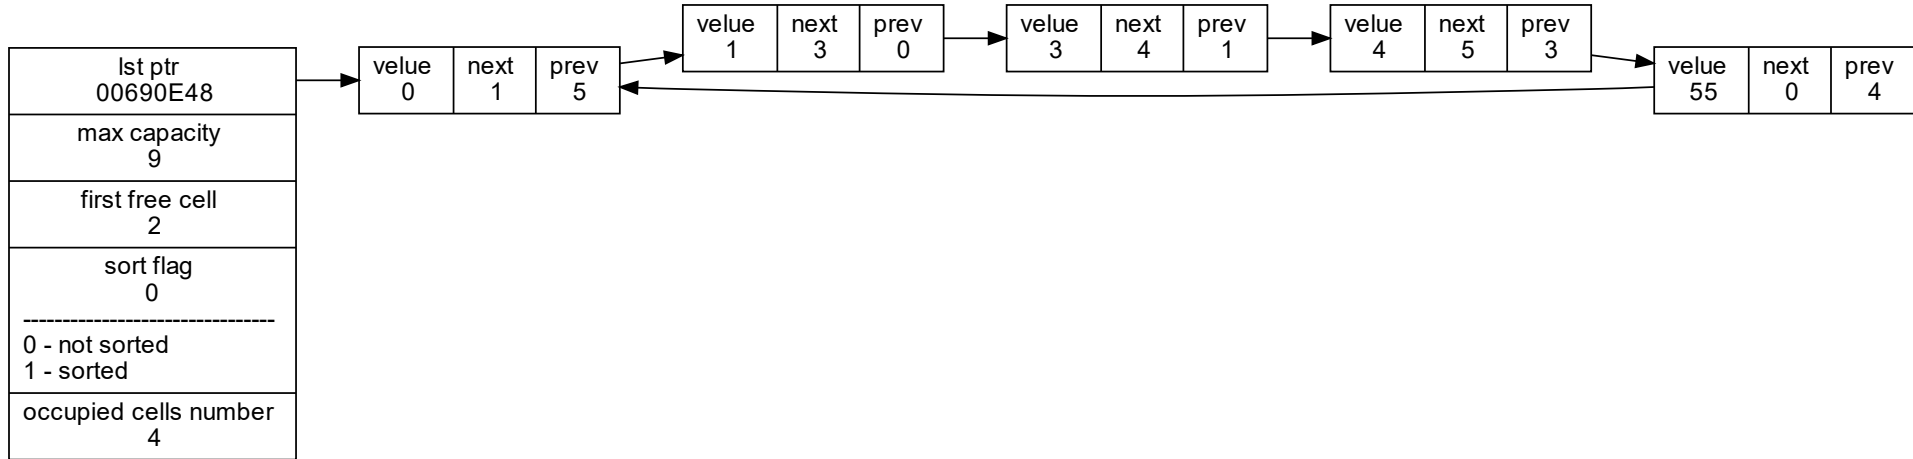 lst ptr
00690E48
max capacity
9
first free cell
2
sort flag
0
--------------------------------
0 - not sorted
1 - sorted
occupied cells number
4
velue next prev
0 1 5
velue next prev
1 3 0
velue next prev
3 4 1
velue next prev
4 5 3
velue next prev
55 0 4